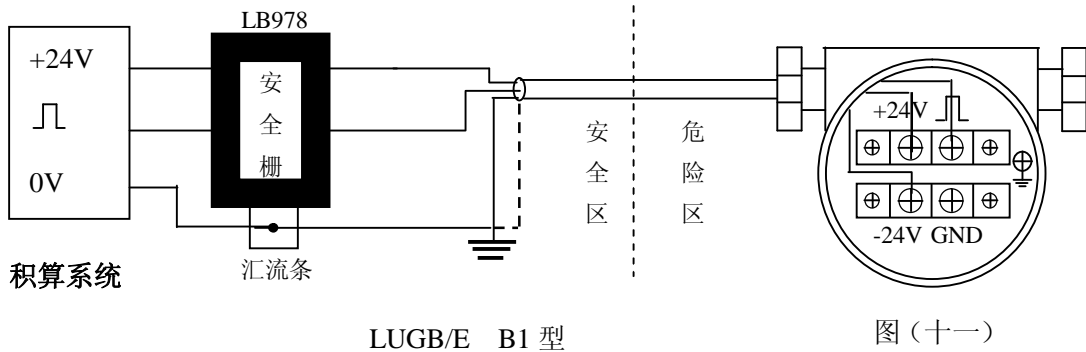 LB978
+24V
0V
安全栅
汇流条
积算系统
安全区
危险区
+24V
-24V GND
LUGB/E B1 型
图(十一)